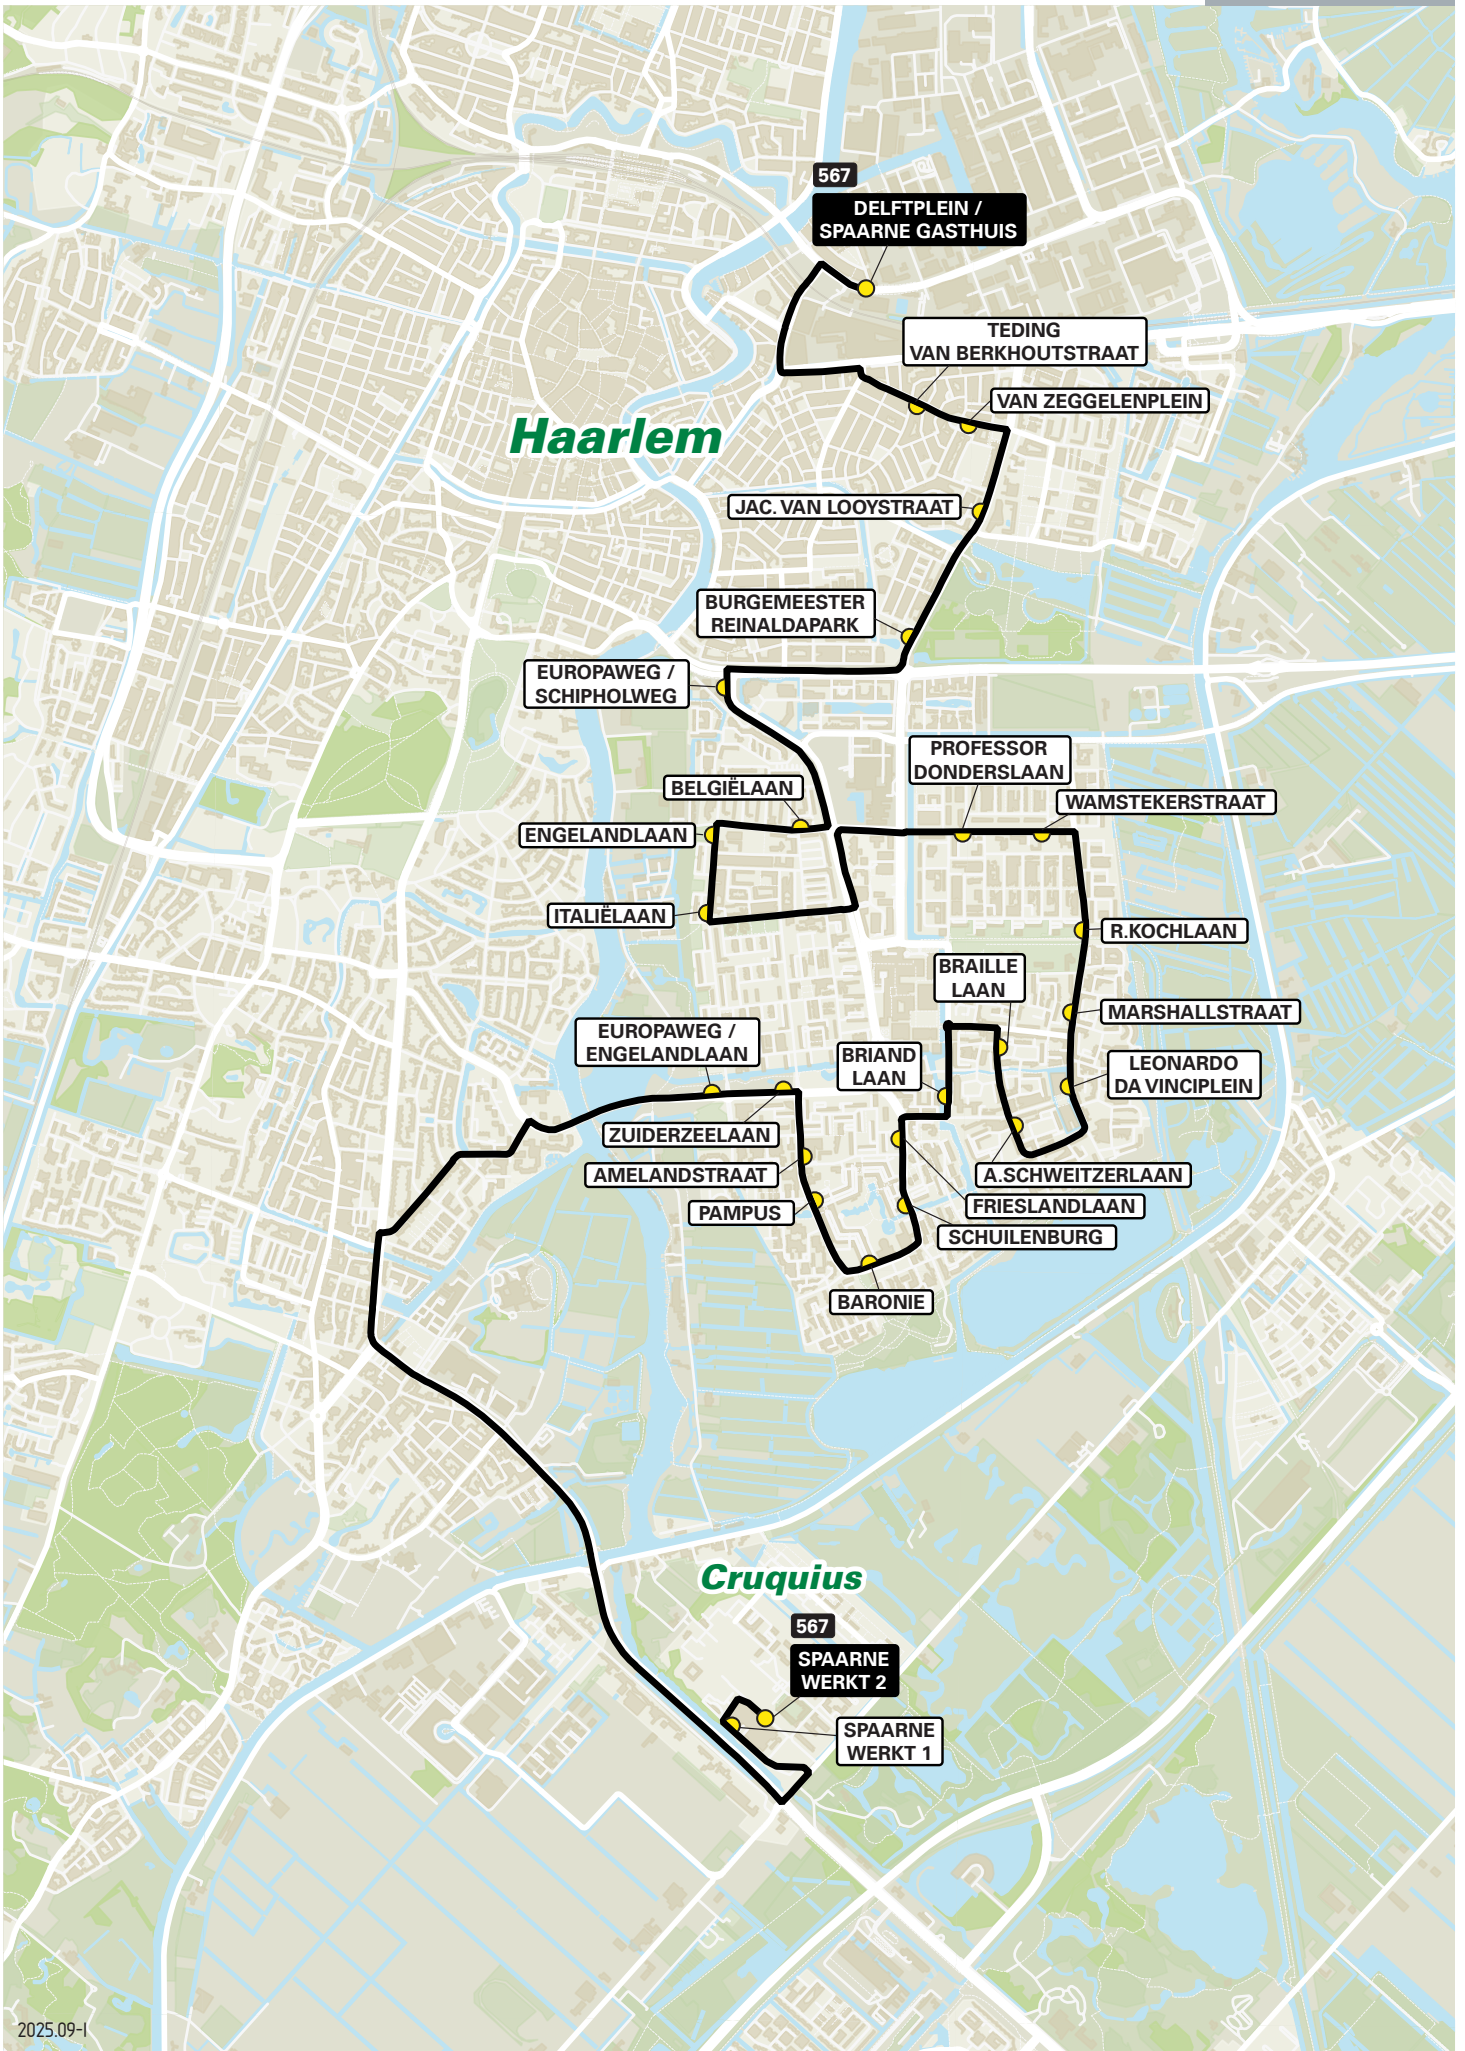 567
DELFTPLEIN /
SPAARNE GASTHUIS
TEDING
VAN BERKHOUTSTRAAT
VAN ZEGGELENPLEIN
Haarlem
JAC. VAN LOOYSTRAAT
BURGEMEESTER
REINALDAPARK
EUROPAWEG /
SCHIPHOLWEG
PROFESSOR
DONDERSLAAN
BELGIËLAAN
WAMSTEKERSTRAAT
ENGELANDLAAN
ITALIËLAAN
R.KOCHLAAN
BRAILLE
LAAN
MARSHALLSTRAAT
EUROPAWEG /
ENGELANDLAAN
BRIAND
LAAN
LEONARDO
DA VINCIPLEIN
ZUIDERZEELAAN
AMELANDSTRAAT
A.SCHWEITZERLAAN
PAMPUS
FRIESLANDLAAN
SCHUILENBURG
BARONIE
Cruquius
567
SPAARNE
WERKT 2
SPAARNE
WERKT 1
2025.09-I